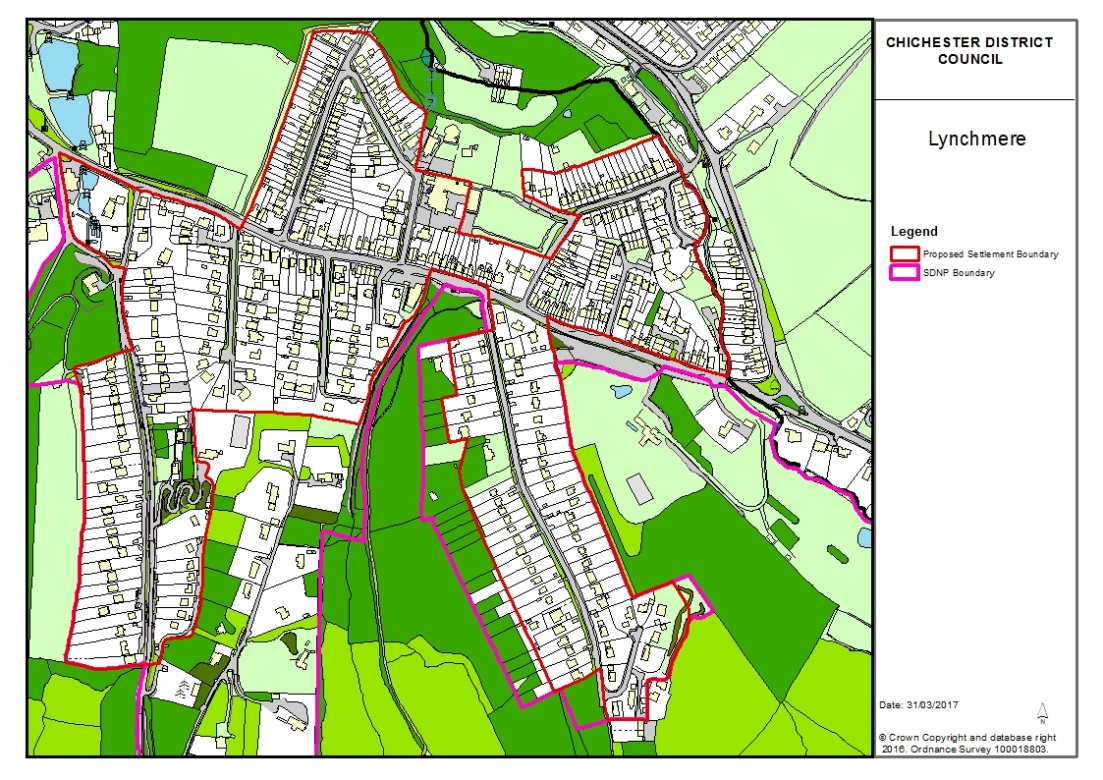 CHICHESTER DISTRICT
COUNCIL
Lynchmere
Legend
Proposed Settlement Boundary
SDNP Boundary
Date: 31/03/2017
N
© Crown Copyright and database right
2016. Ordnance Survey 100018803.